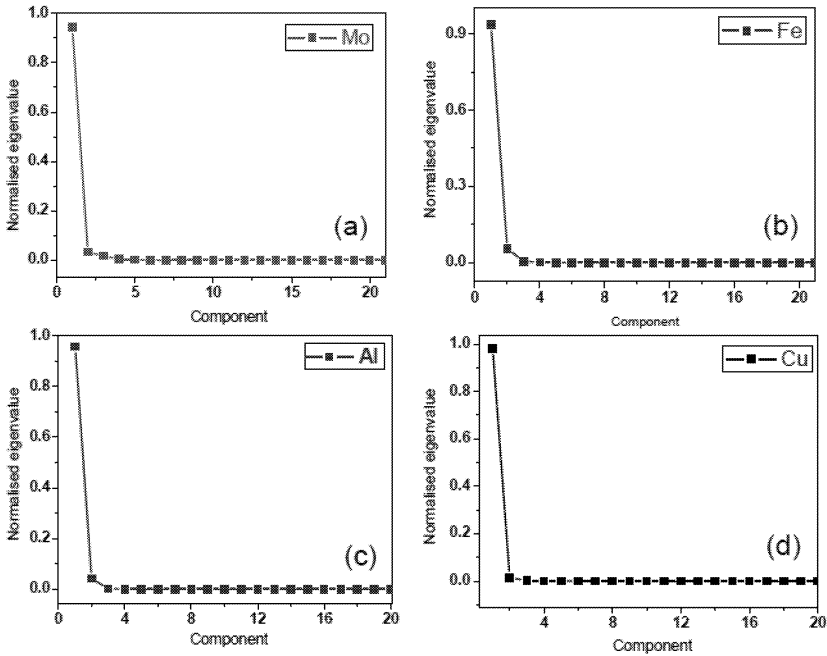 Mo
Normalised eigenvalue
1.0
0.8
0.6
0.4
0.2
0.0
(a)
0
5
10
15
20
Component
Fe
Normalised eigenvalue
0.9
0.6
0.3
0.0
(b)
0
4
8
12
16
20
Component
Al
Normalised eigenvalue
1.0
0.8
0.6
0.4
0.2
0.0
(c)
0
4
8
12
16
20
Component
Cu
Normalised eigenvalue
1.0
0.8
0.6
0.4
0.2
0.0
(d)
4
8
12
16
20
Component